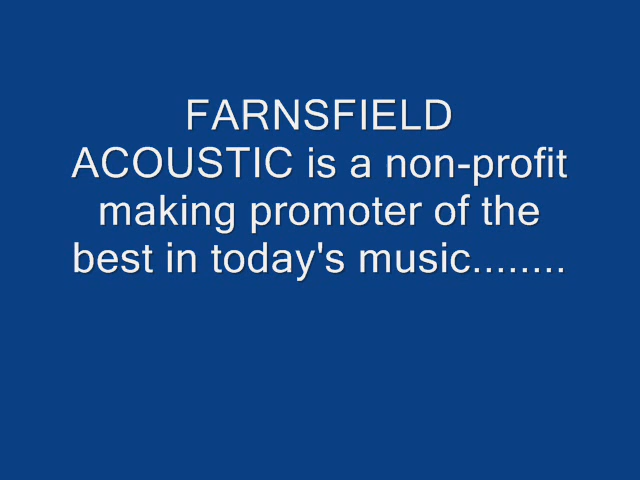 FARNSFIELD
ACOUSTIC is a non-profit
making promoter of the
best in today's music........